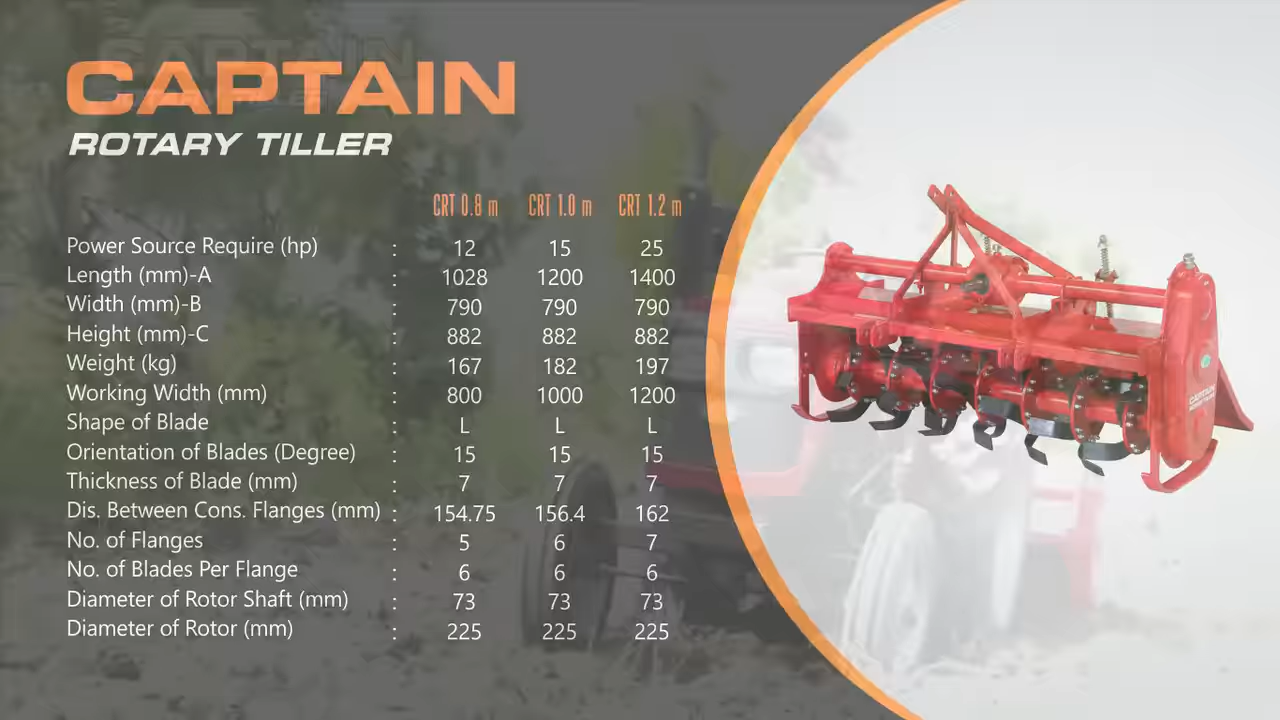 CAPTAIN
ROTARY TILLER
CRT 0.8 m CRT 1.0 m CRT 1.2 m
Power Source Require (hp) : 12 15 25
Length (mm)-A : 1028 1200 1400
Width (mm)-B : 790 790 790
Height (mm)-C : 882 882 882
Weight (kg) : 167 182 197
Working Width (mm) : 800 1000 1200
Shape of Blade : L L L
Orientation of Blades (Degree) : 15 15 15
Thickness of Blade (mm) : 7 7 7
Dis. Between Cons. Flanges (mm) : 154.75 156.4 162
No. of Flanges : 5 6 7
No. of Blades Per Flange : 6 6 6
Diameter of Rotor Shaft (mm) : 73 73 73
Diameter of Rotor (mm) : 225 225 225
CAPTAIN